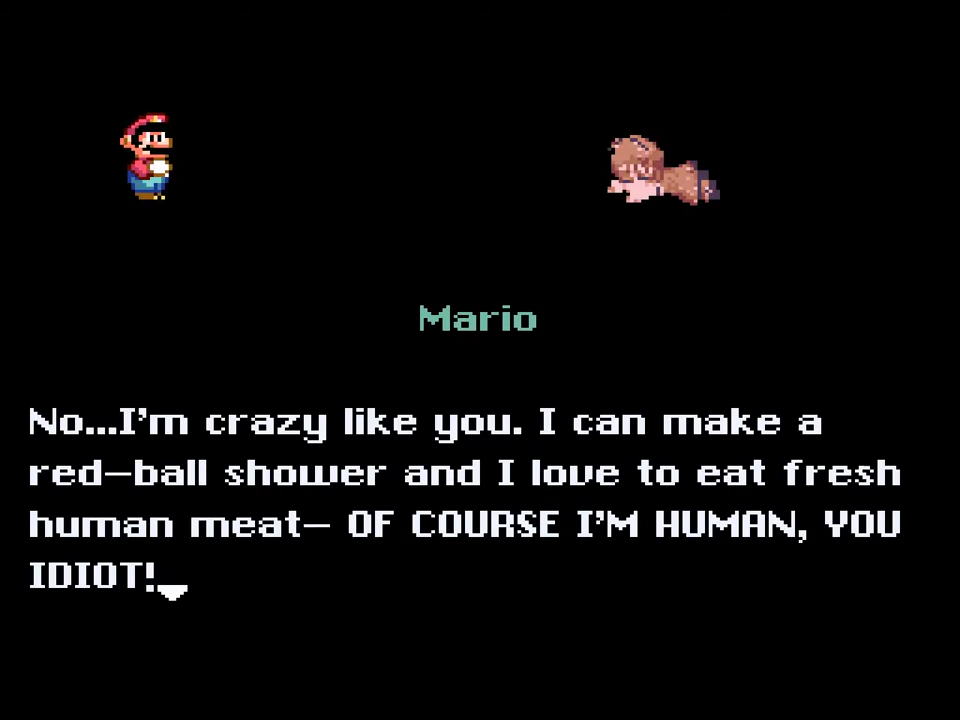 Mario
No...I'm crazy like you. I can make a
red-ball shower and I love to eat fresh
human meat- OF COURSE I'M HUMAN, YOU
IDIOT!